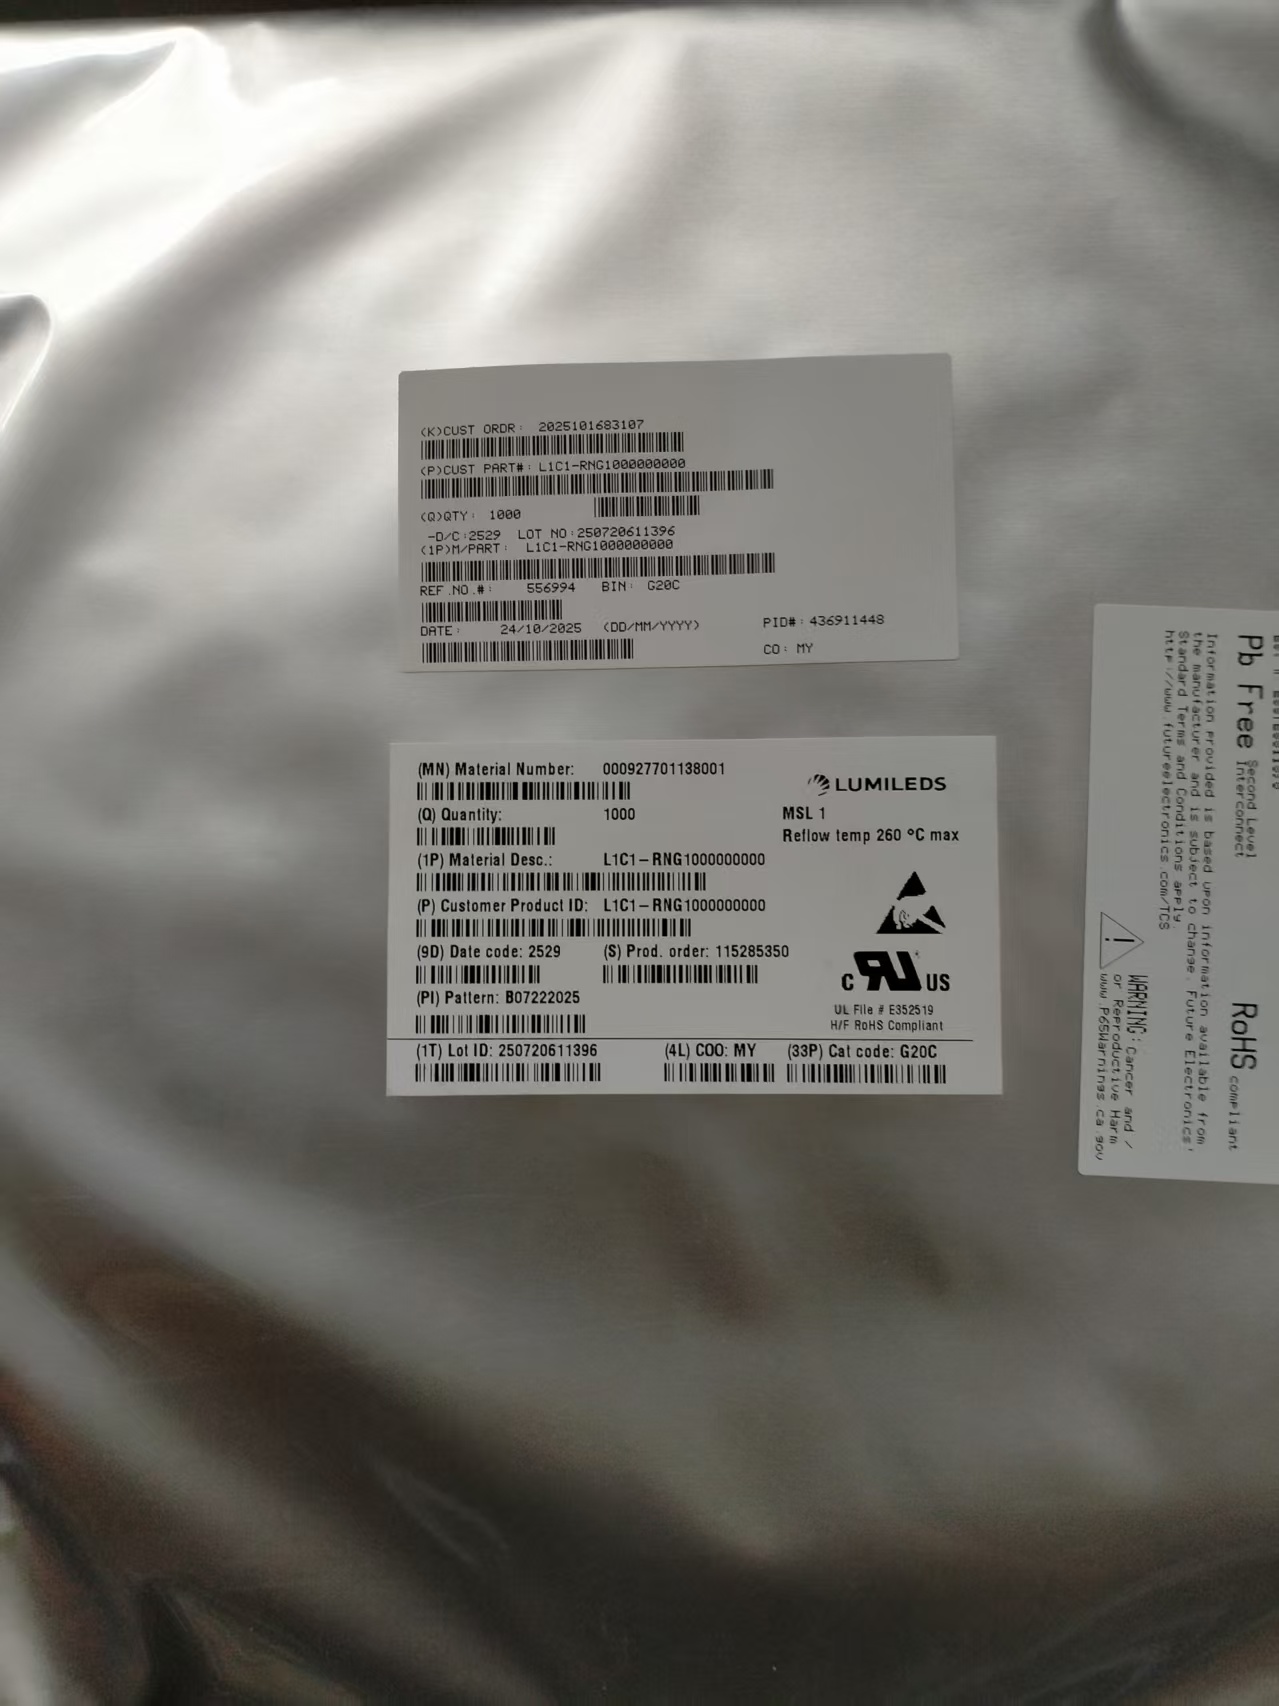 (K)CUST ORDR: 2025101683107
(P)CUST PART#: L1C1-RNG1000000000
(Q)QTY: 1000
-D/C:2529 LOT NO:250720611396
(1P)M/PART: L1C1-RNG1000000000
REF.NO.#: 556994 BIN: G20C
DATE: 24/10/2025 (DD/MM/YYYY) PID#: 436911448
CO: MY
(MN) Material Number: 000927701138001
LUMILEDS
(Q) Quantity: 1000
MSL 1
Reflow temp 260 °C max
(1P) Material Desc.: L1C1-RNG1000000000
(P) Customer Product ID: L1C1-RNG1000000000
(9D) Date code: 2529 (S) Prod. order: 115285350
(PI) Pattern: B07222025
C RU US
UL File # E352519
H/F RoHS Compliant
(1T) Lot ID: 250720611396 (4L) COO: MY (33P) Cat code: G20C
Pb Free Second Level
Interconnect
RoHS compliant
Information provided is based upon information available from
the manufacturer and is subject to change. Future Electronics'
Standard Terms and Conditions apply.
http://www.futureelectronics.com/TCS
WARNING: Cancer and /
or Reproductive Harm
www.P65Warnings.ca.gov